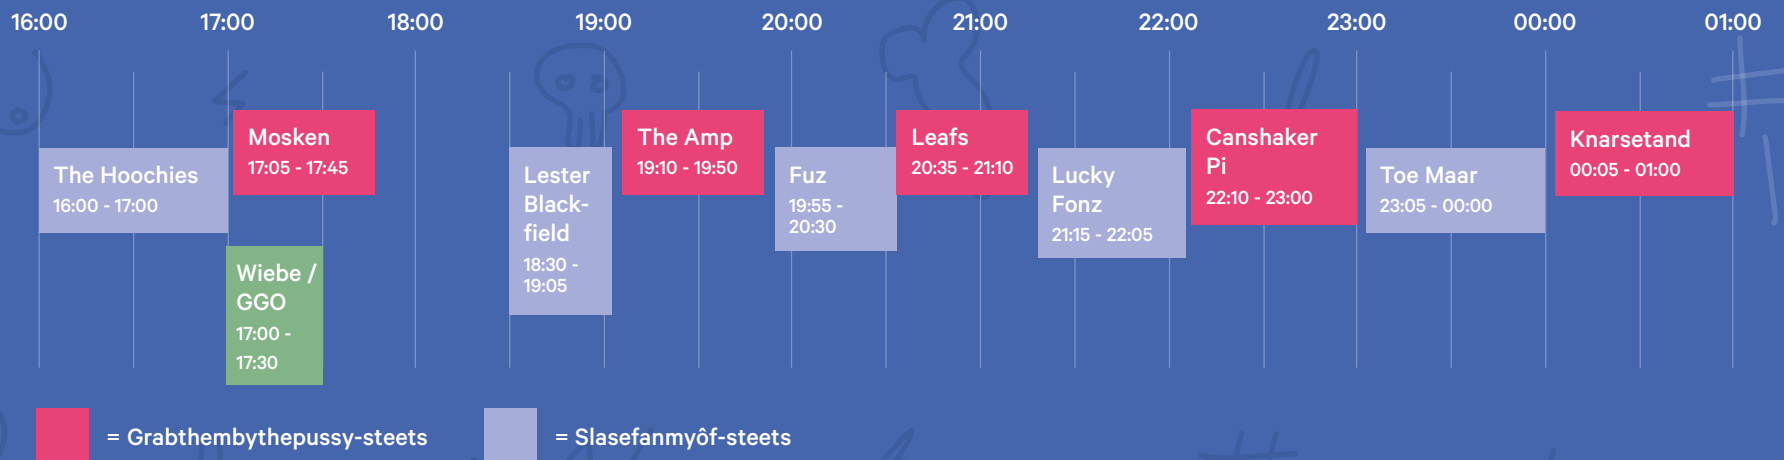 16:00 17:00 18:00 19:00 20:00 21:00 22:00 23:00 00:00 01:00
The Hoochies
16:00 - 17:00
Mosken
17:05 - 17:45
Wiebe /
GGO
17:00 -
17:30
Lester
Black-
field
18:30 -
19:05
The Amp
19:10 - 19:50
Fuz
19:55 -
20:30
Leafs
20:35 - 21:10
Lucky
Fonz
21:15 - 22:05
Canshaker
Pi
22:10 - 23:00
Toe Maar
23:05 - 00:00
Knarsetand
00:05 - 01:00
= Grabthembythepussy-steets
= Slasefanmyôf-steets